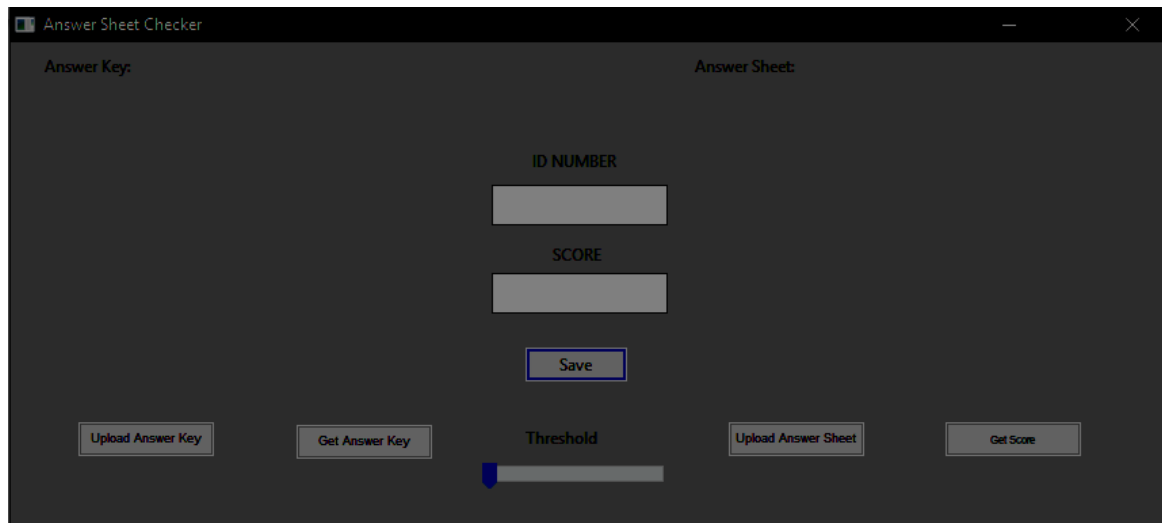 Answer Sheet Checker
Answer Key:
Answer Sheet:
ID NUMBER
SCORE
Save
Upload Answer Key
Get Answer Key
Threshold
Upload Answer Sheet
Get Score